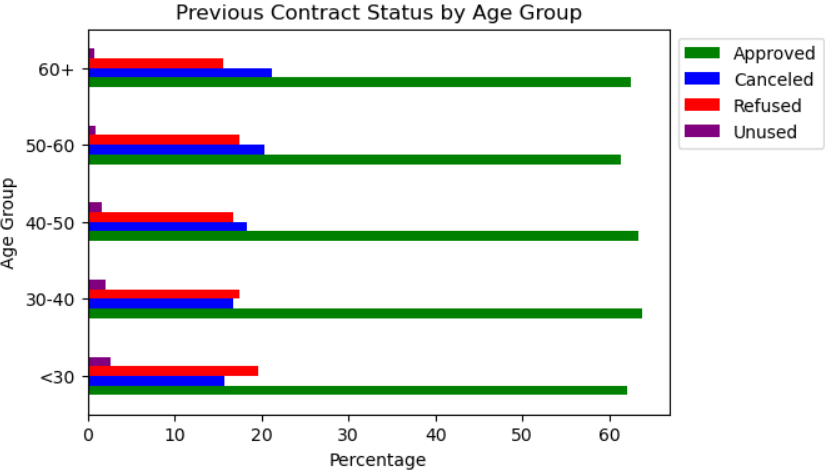 Previous Contract Status by Age Group
Approved
Canceled
Refused
Unused
Age Group
60+
50-60
40-50
30-40
<30
0 10 20 30 40 50 60
Percentage